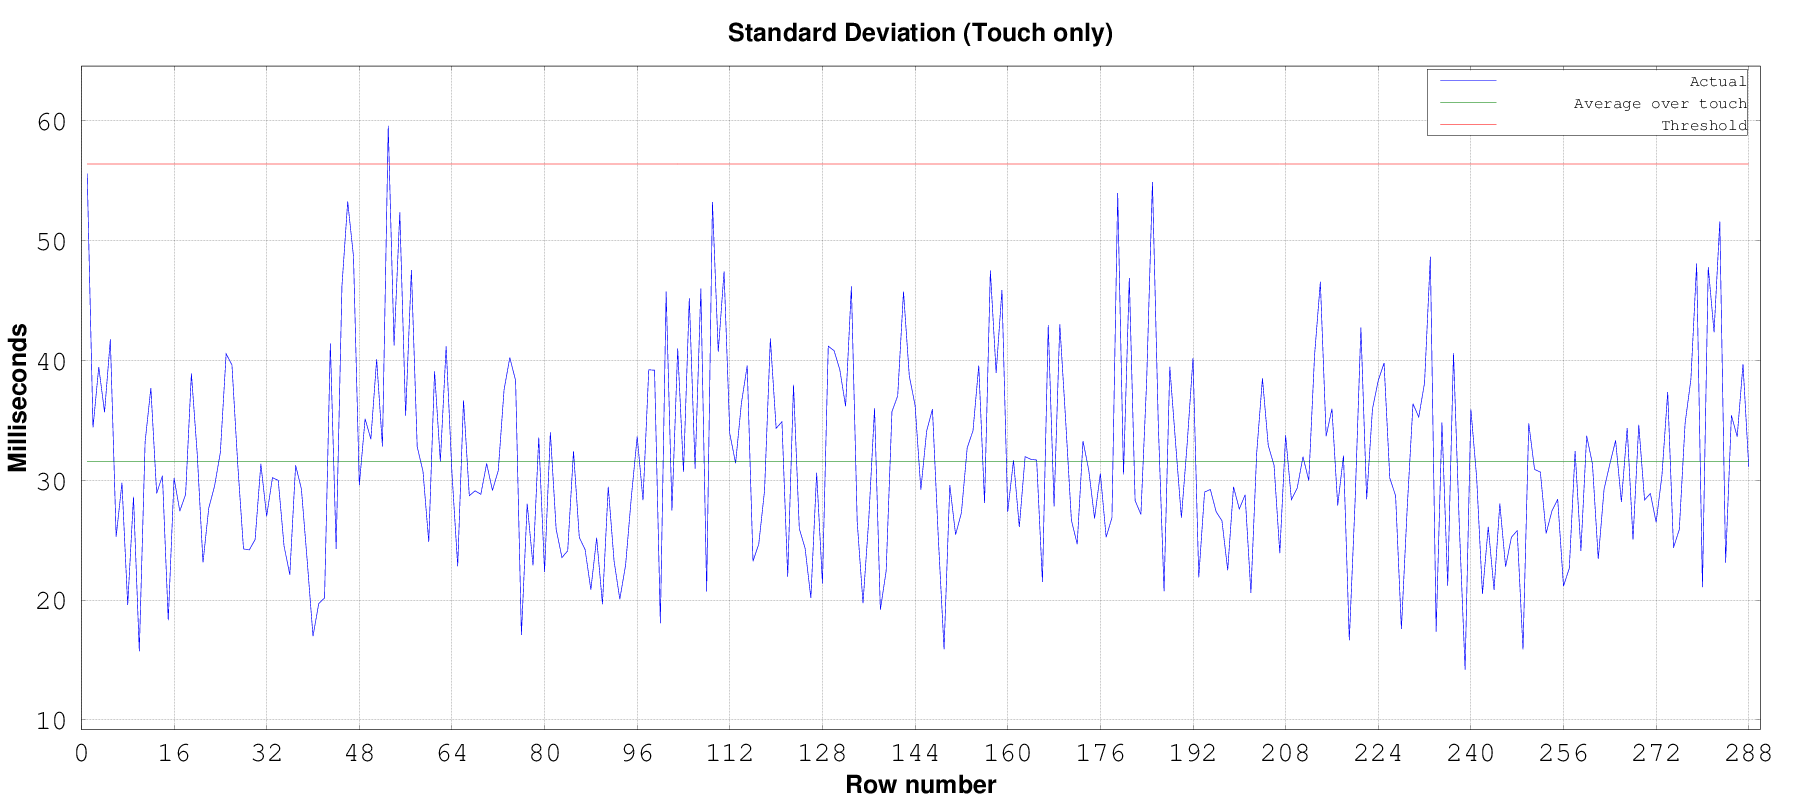 Standard Deviation (Touch only)
Actual
Average over touch
Threshold
60
50
40
30
20
10
Milliseconds
0 16 32 48 64 80 96 112 128 144 160 176 192 208 224 240 256 272 288
Row number